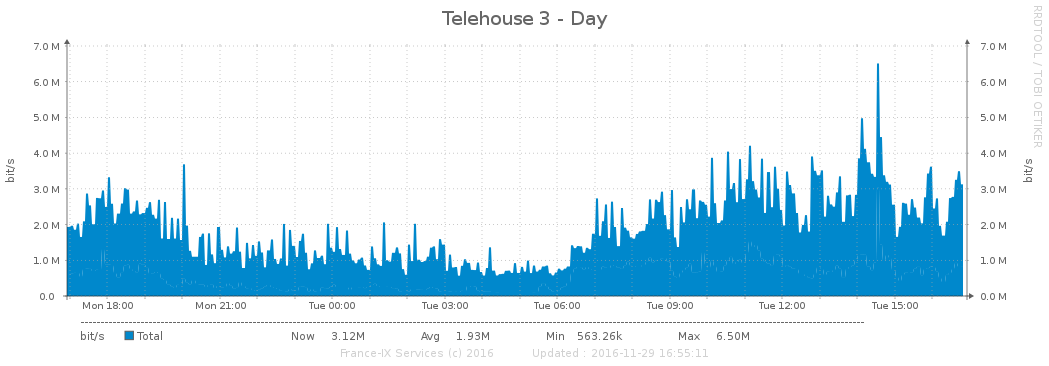 Telehouse 3 - Day
RRDTOOL / TOBI OETIKER
bit/s
7.0 M
6.0 M
5.0 M
4.0 M
3.0 M
2.0 M
1.0 M
0.0
7.0 M
6.0 M
5.0 M
4.0 M
3.0 M
2.0 M
1.0 M
0.0 M
bit/s
Mon 18:00 Mon 21:00 Tue 00:00 Tue 03:00 Tue 06:00 Tue 09:00 Tue 12:00 Tue 15:00
bit/s Total Now 3.12M Avg 1.93M Min 563.26k Max 6.50M
France-IX Services (c) 2016 Updated : 2016-11-29 16:55:11